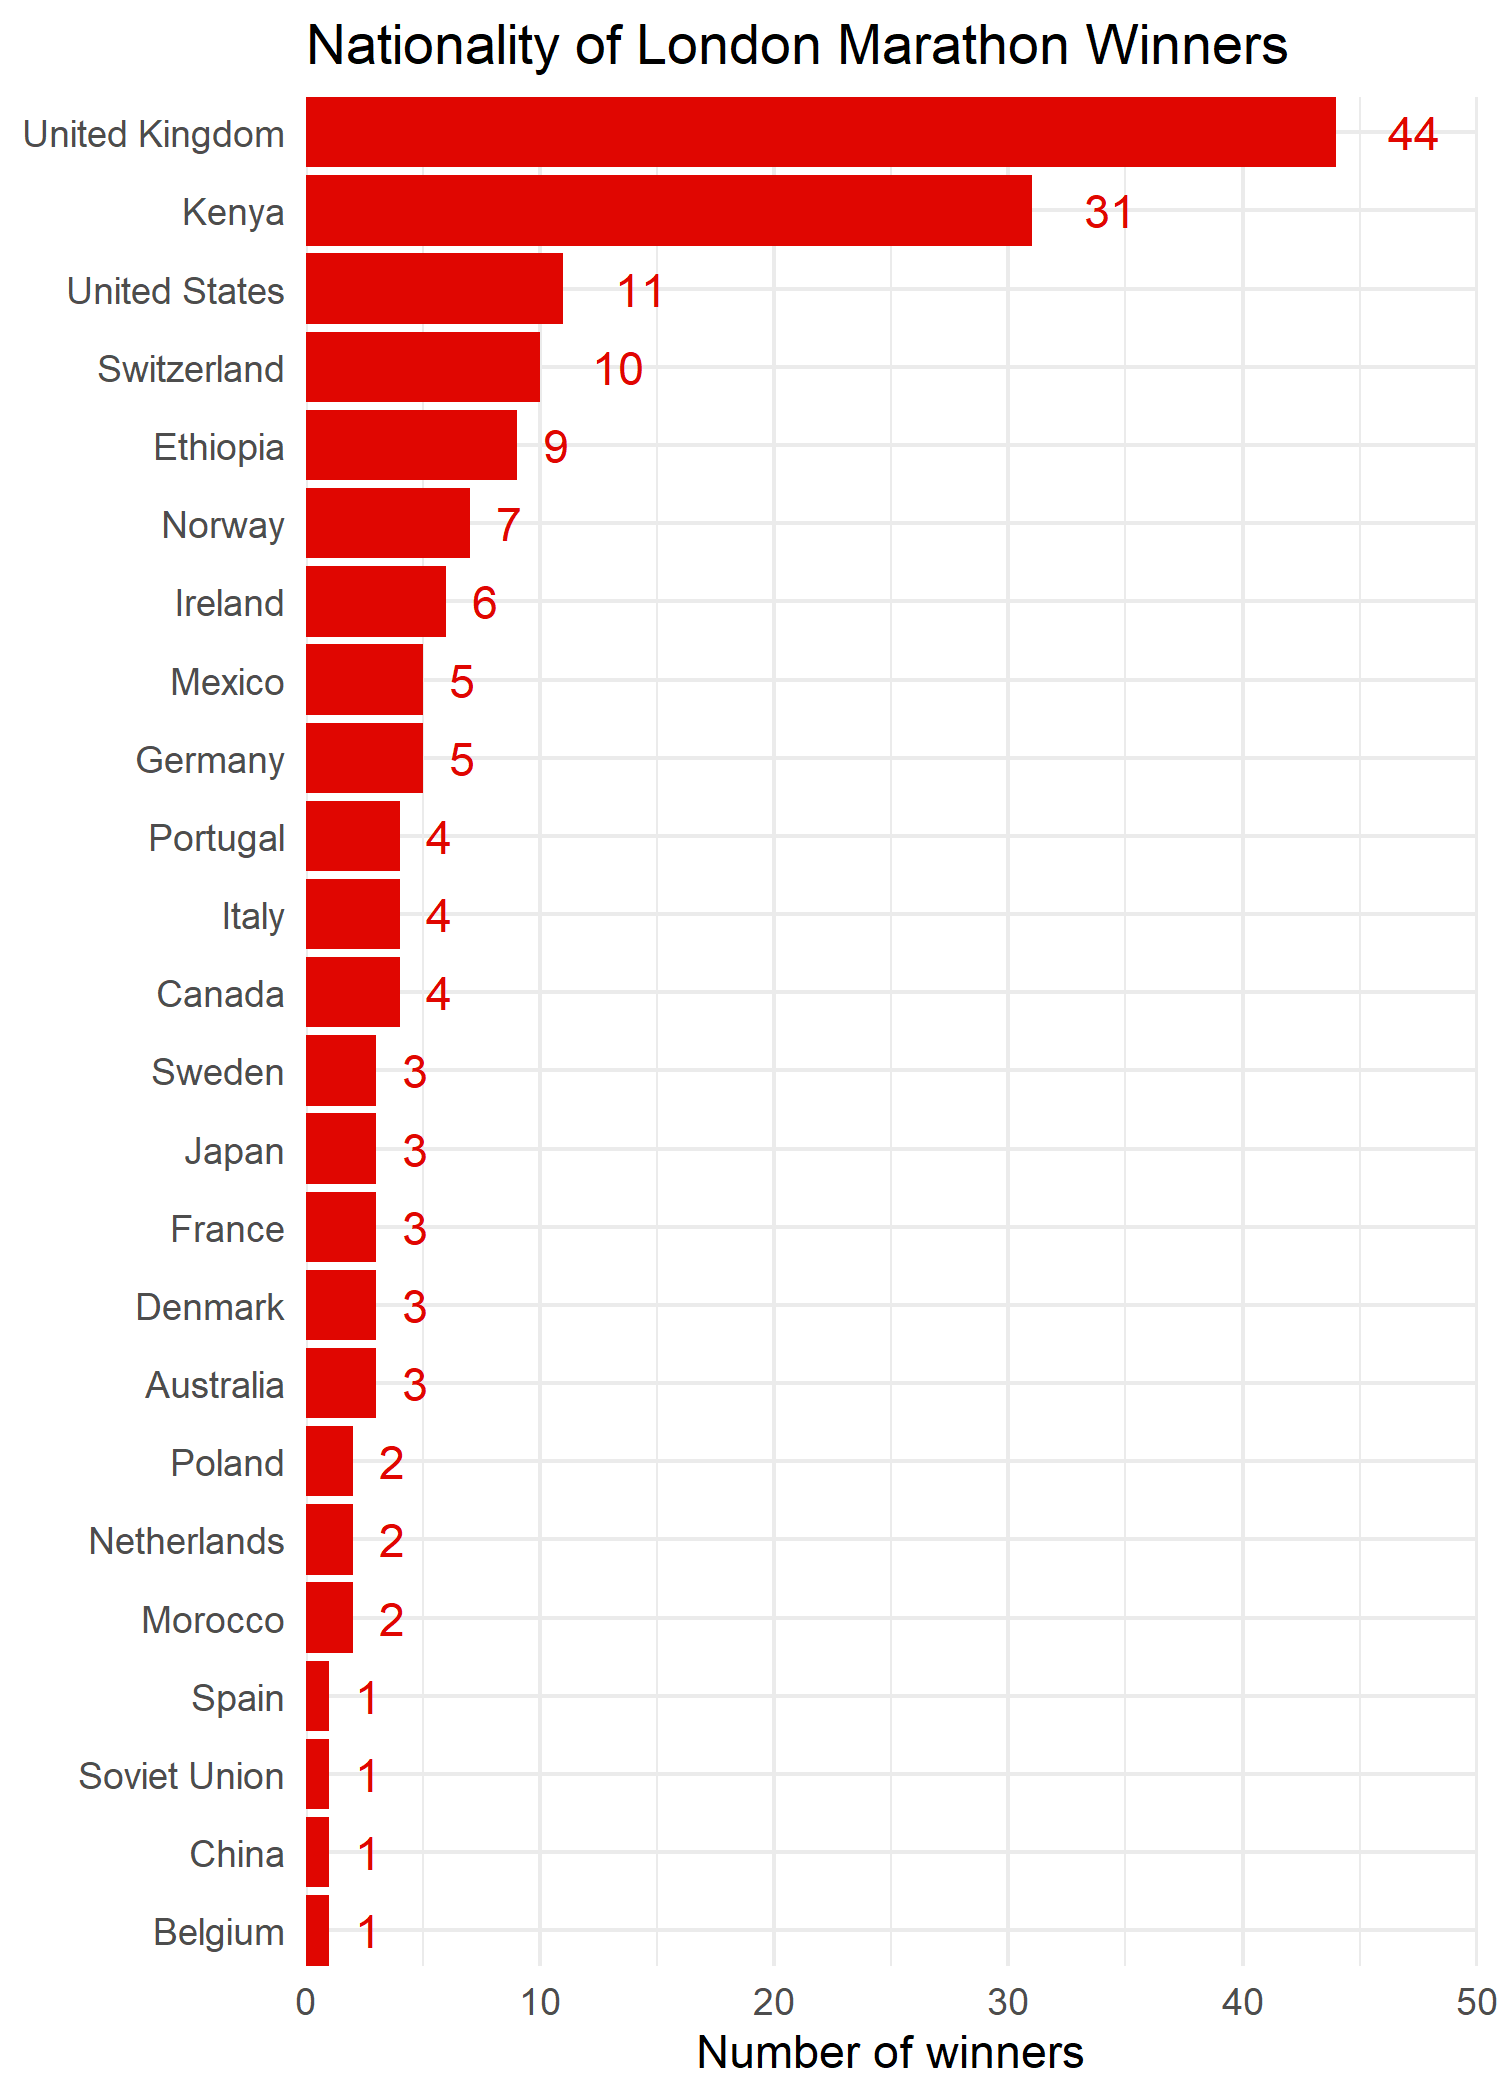 Nationality of London Marathon Winners
United Kingdom 44
Kenya 31
United States 11
Switzerland 10
Ethiopia 9
Norway 7
Ireland 6
Mexico 5
Germany 5
Portugal 4
Italy 4
Canada 4
Sweden 3
Japan 3
France 3
Denmark 3
Australia 3
Poland 2
Netherlands 2
Morocco 2
Spain 1
Soviet Union 1
China 1
Belgium 1
0 10 20 30 40 50
Number of winners